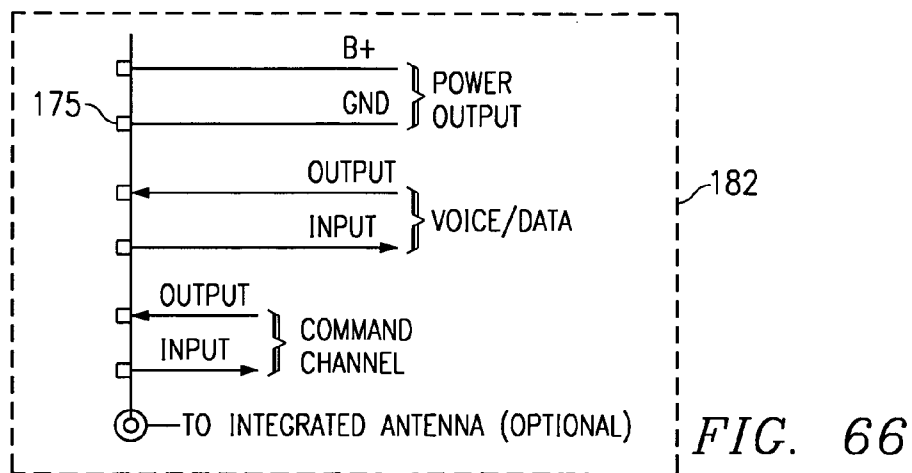 B+
POWER
175
GND
OUTPUT
OUTPUT
182
INPUT
VOICE/DATA
OUTPUT
COMMAND
INPUT
CHANNEL
TO INTEGRATED ANTENNA (OPTIONAL)
FIG. 66